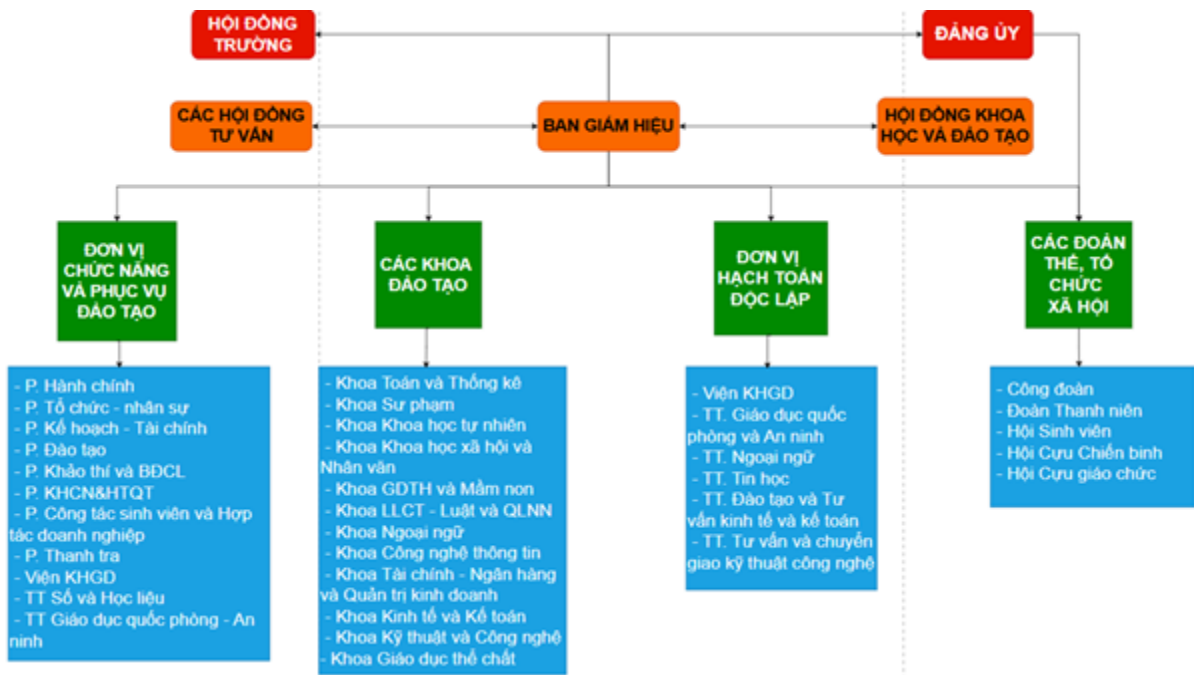 HỘI ĐỒNG
TRƯỜNG
ĐẢNG ỦY
CÁC HỘI ĐỒNG
TƯ VẤN
BAN GIÁM HIỆU
HỘI ĐỒNG KHOA
HỌC VÀ ĐÀO TẠO
ĐƠN VỊ
CHỨC NĂNG
VÀ PHỤC VỤ
ĐÀO TẠO
CÁC KHOA
ĐÀO TẠO
ĐƠN VỊ
HẠCH TOÁN
ĐỘC LẬP
CÁC ĐOÀN
THỂ, TỔ
CHỨC
XÃ HỘI
- P. Hành chính
- P. Tổ chức - nhân sự
- P. Kế hoạch - Tài chính
- P. Đào tạo
- P. Khảo thí và BĐCL
- P. KHCN&HTQT
- P. Công tác sinh viên và Hợp
tác doanh nghiệp
- P. Thanh tra
- Viện KHGD
- TT Số và Học liệu
- TT Giáo dục quốc phòng - An
ninh
- Khoa Toán và Thống kê
- Khoa Sư phạm
- Khoa Khoa học tự nhiên
- Khoa Khoa học xã hội và
Nhân văn
- Khoa GDTH và Mầm non
- Khoa LLCT - Luật và QLNN
- Khoa Ngoại ngữ
- Khoa Công nghệ thông tin
- Khoa Tài chính - Ngân hàng
và Quản trị kinh doanh
- Khoa Kinh tế và Kế toán
- Khoa Kỹ thuật và Công nghệ
- Khoa Giáo dục thể chất
- Viện KHGD
- TT. Giáo dục quốc
phòng và An ninh
- TT. Ngoại ngữ
- TT. Tin học
- TT. Đào tạo và Tư
vấn kinh tế và kế toán
- TT. Tư vấn và chuyển
giao kỹ thuật công nghệ
- Công đoàn
- Đoàn Thanh niên
- Hội Sinh viên
- Hội Cựu Chiến binh
- Hội Cựu giáo chức